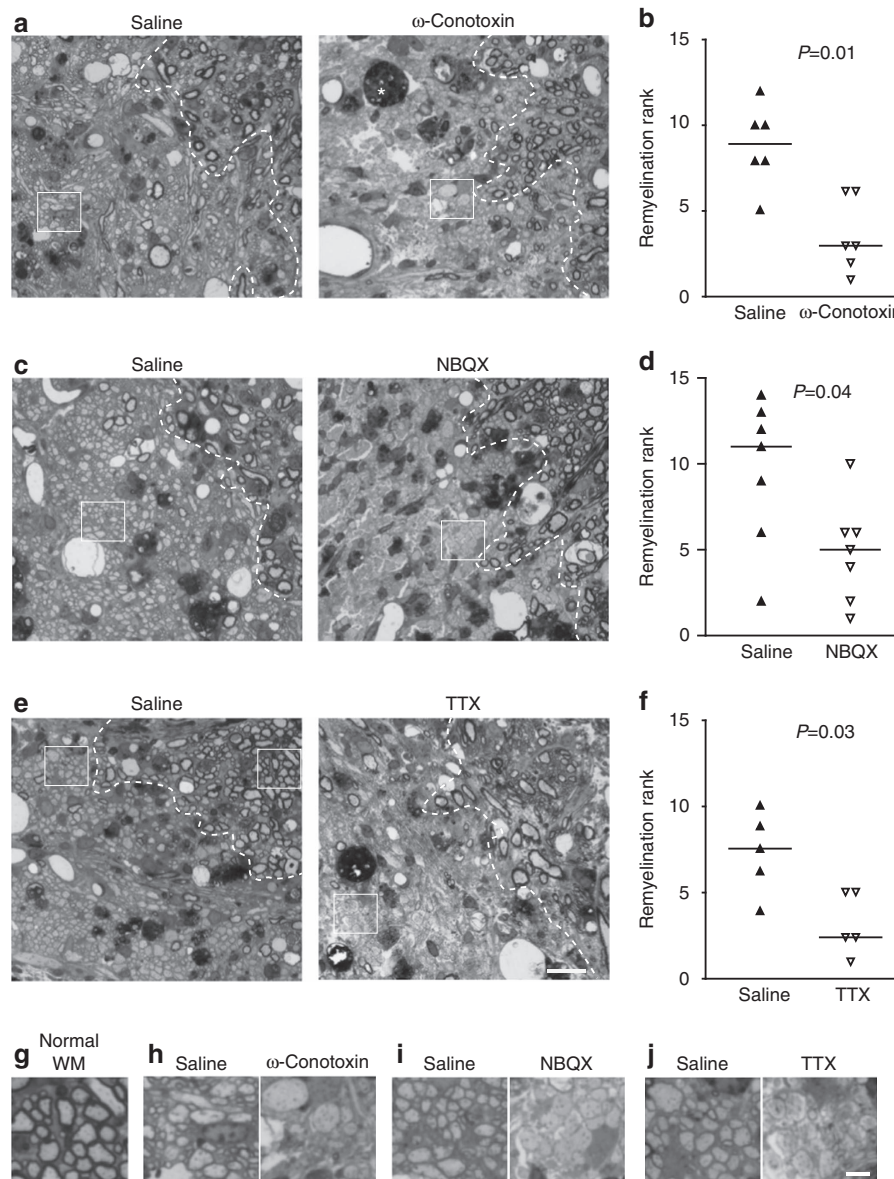 a
Saline
ω-Conotoxin
*
b
15
10
5
0
Remyelination rank
P=0.01
Saline
ω-Conotoxin
c
Saline
NBQX
d
15
10
5
0
Remyelination rank
P=0.04
Saline
NBQX
e
Saline
TTX
f
15
10
5
0
Remyelination rank
P=0.03
Saline
TTX
g
Normal
WM
h
Saline
ω-Conotoxin
i
Saline
NBQX
j
Saline
TTX